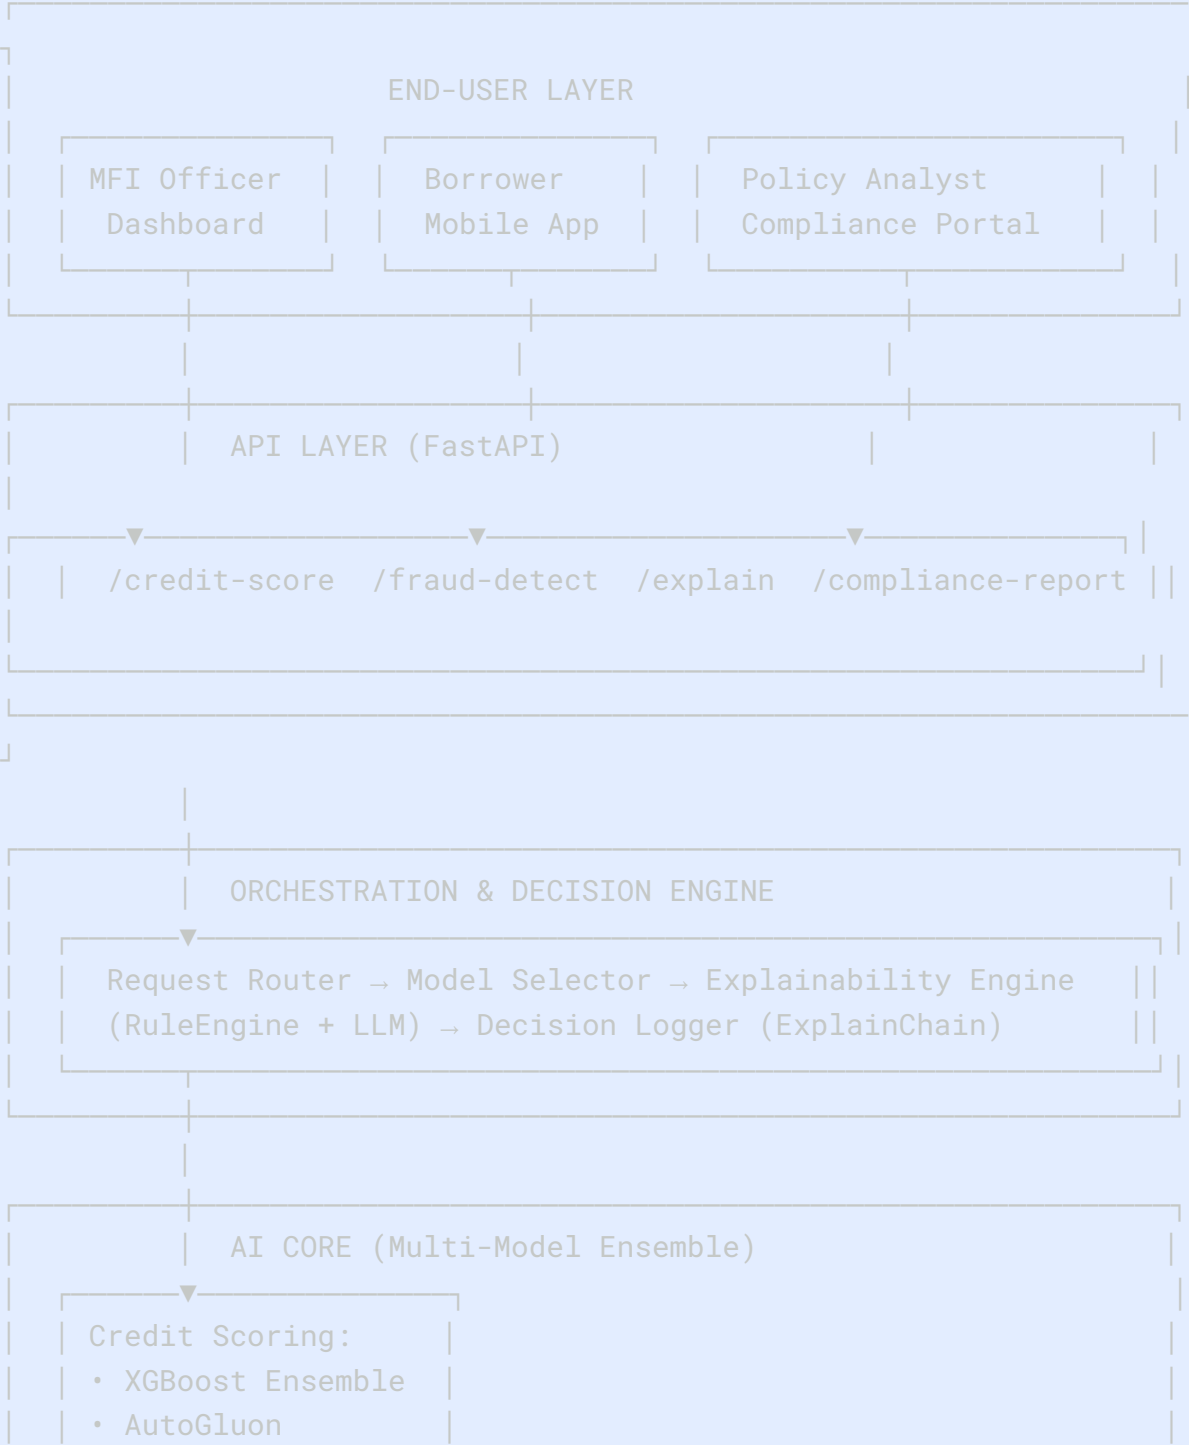 END-USER LAYER
MFI Officer Borrower Policy Analyst
Dashboard Mobile App Compliance Portal
API LAYER (FastAPI)
/credit-score /fraud-detect /explain /compliance-report
ORCHESTRATION & DECISION ENGINE
Request Router → Model Selector → Explainability Engine
(RuleEngine + LLM) → Decision Logger (ExplainChain)
AI CORE (Multi-Model Ensemble)
Credit Scoring:
• XGBoost Ensemble
• AutoGluon